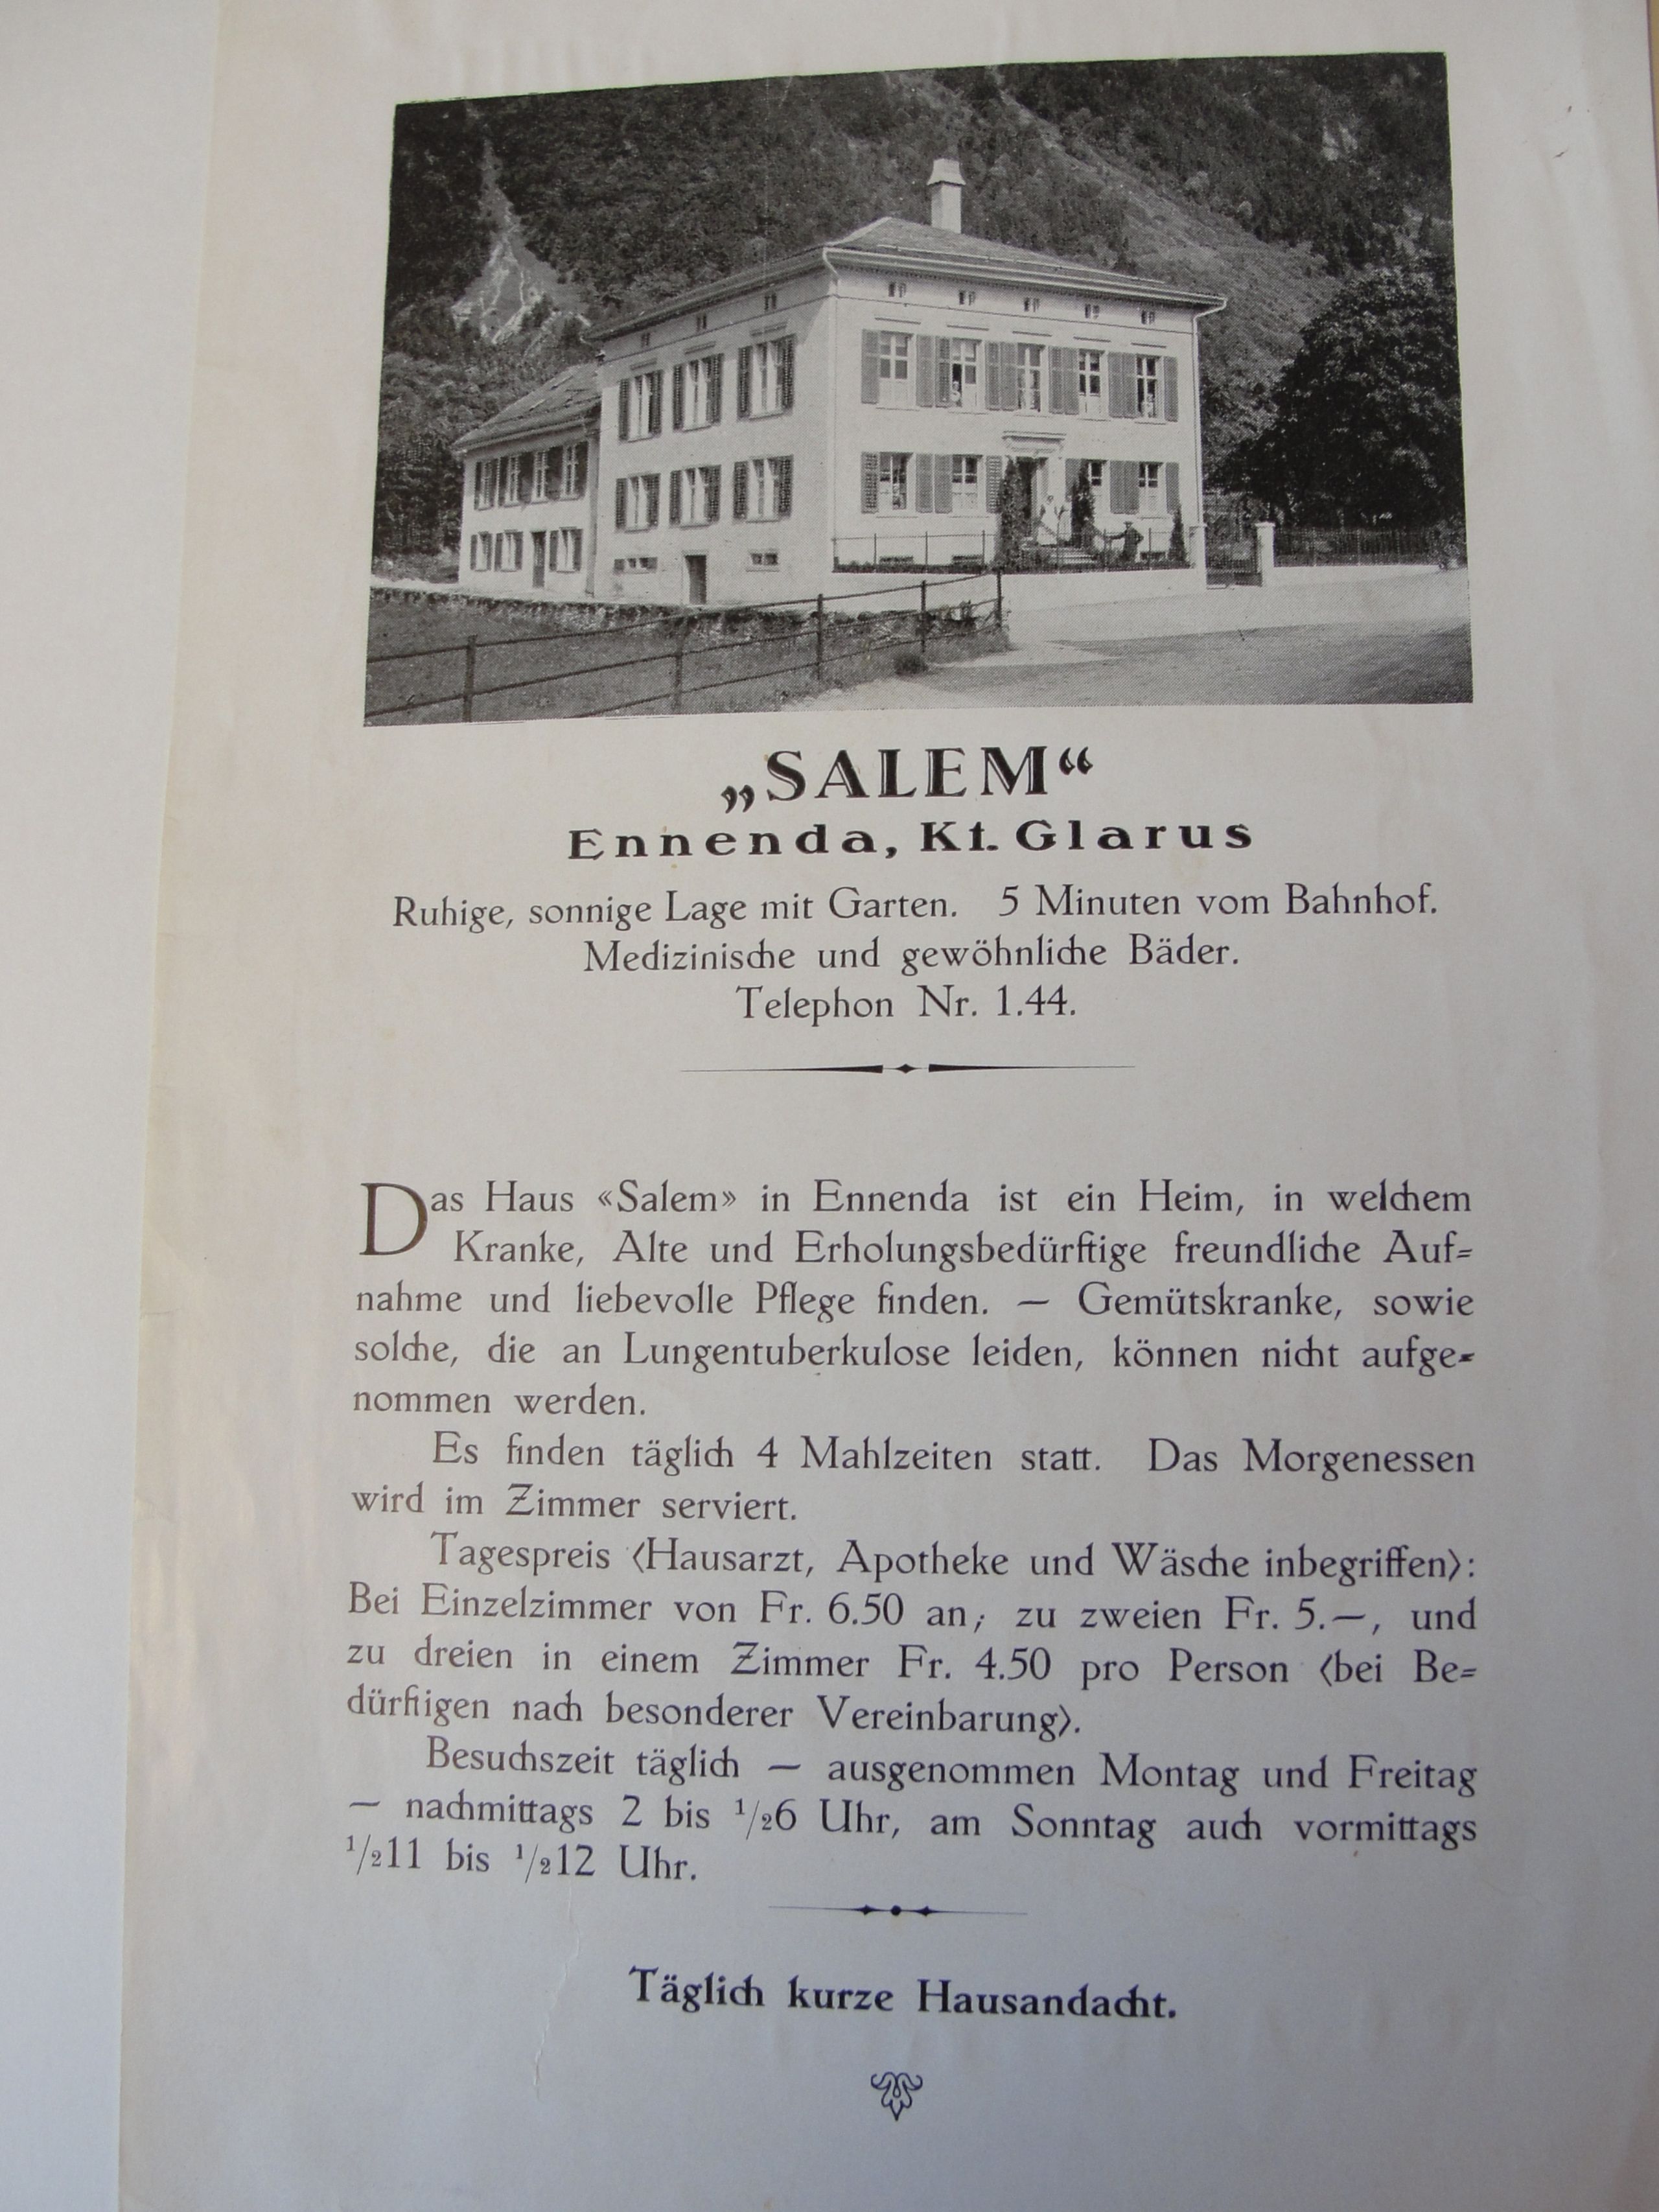 „SALEM“
Ennenda, Kt. Glarus
Ruhige, sonnige Lage mit Garten. 5 Minuten vom Bahnhof.
Medizinische und gewöhnliche Bäder.
Telephon Nr. 1.44.
Das Haus «Salem» in Ennenda ist ein Heim, in welchem
Kranke, Alte und Erholungsbedürftige freundliche Auf=
nahme und liebevolle Pflege finden. — Gemütskranke, sowie
solche, die an Lungentuberkulose leiden, können nicht aufge=
nommen werden.
Es finden täglich 4 Mahlzeiten statt. Das Morgenessen
wird im Zimmer serviert.
Tagespreis ⟨Hausarzt, Apotheke und Wäsche inbegriffen⟩:
Bei Einzelzimmer von Fr. 6.50 an; zu zweien Fr. 5.—, und
zu dreien in einem Zimmer Fr. 4.50 pro Person ⟨bei Be=
dürftigen nach besonderer Vereinbarung⟩.
Besuchszeit täglich — ausgenommen Montag und Freitag
— nachmittags 2 bis ½6 Uhr, am Sonntag auch vormittags
½11 bis ½12 Uhr.
Täglich kurze Hausandacht.